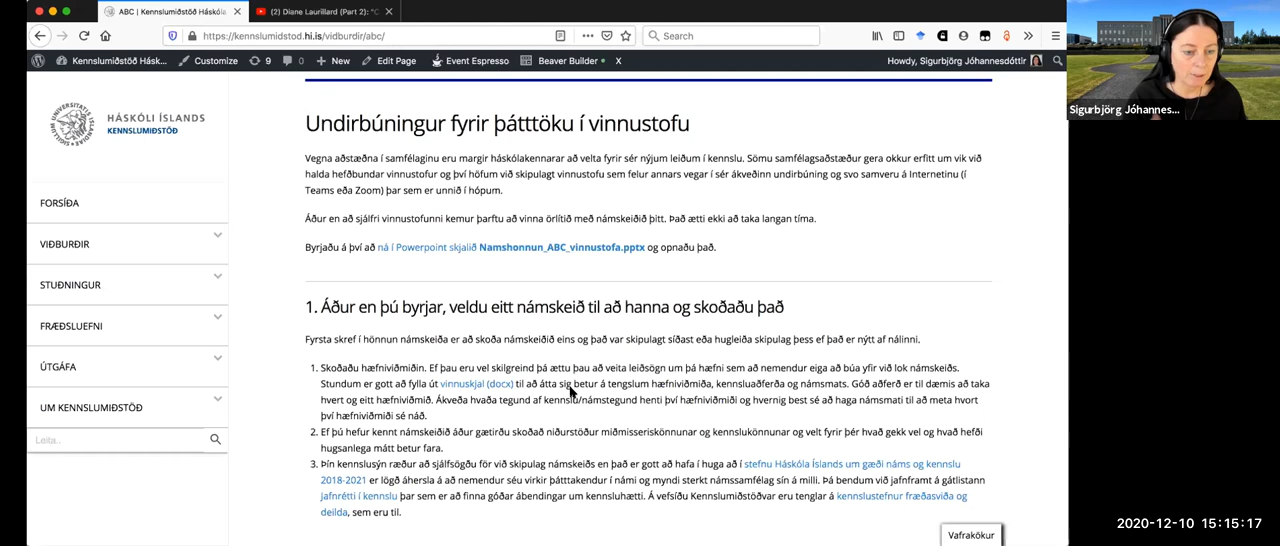 ABC | Kennslumiðstöð Háskóla
(2) Diane Laurillard (Part 2): "C
https://kennslumidstod.hi.is/vidburdir/abc/
Search
Kennslumiðstöð Hásk...
Customize
9
0
New
Edit Page
Event Espresso
Beaver Builder
X
Howdy, Sigurbjörg Jóhannesdóttir
Sigurbjörg Jóhannes...
HÁSKÓLI ÍSLANDS
KENNSLUMIÐSTÖÐ
FORSÍÐA
VIÐBURÐIR
STUÐNINGUR
FRÆÐSLUEFNI
ÚTGÁFA
UM KENNSLUMIÐSTÖÐ
Leita..
Undirbúningur fyrir þátttöku í vinnustofu
Vegna aðstæðna í samfélaginu eru margir háskólakennarar að velta fyrir sér nýjum leiðum í kennslu. Sömu samfélagsaðstæður gera okkur erfitt um vik við
halda hefðbundar vinnustofur og því höfum við skipulagt vinnustofu sem felur annars vegar í sér ákveðinn undirbúning og svo samveru á Internetinu (í
Teams eða Zoom) þar sem er unnið í hópum.
Áður en að sjálfri vinnustofunni kemur þarftu að vinna örlítið með námskeiðið þitt. Það ætti ekki að taka langan tíma.
Byrjaðu á því að ná í Powerpoint skjalið Namshonnun_ABC_vinnustofa.pptx og opnaðu það.
1. Áður en þú byrjar, veldu eitt námskeið til að hanna og skoðaðu það
Fyrsta skref í hönnun námskeiða er að skoða námskeiðið eins og það var skipulagt síðast eða hugleiða skipulag þess ef það er nýtt af nálinni.
1. Skoðaðu hæfniviðmiðin. Ef þau eru vel skilgreind þá ættu þau að veita leiðsögn um þá hæfni sem að nemendur eiga að búa yfir við lok námskeiðs.
Stundum er gott að fylla út vinnuskjal (docx) til að átta sig betur á tengslum hæfniviðmiða, kennsluaðferða og námsmats. Góð aðferð er til dæmis að taka
hvert og eitt hæfniviðmið. Ákveða hvaða tegund af kennslu/námstegund henti því hæfniviðmiði og hvernig best sé að haga námsmati til að meta hvort
því hæfniviðmiði sé náð.
2. Ef þú hefur kennt námskeiðið áður gætirðu skoðað niðurstöður miðmisseriskönnunar og kennslukönnunar og velt fyrir þér hvað gekk vel og hvað hefði
hugsanlega mátt betur fara.
3. Þín kennslusýn ræður að sjálfsögðu för við skipulag námskeiðs en það er gott að hafa í huga að í stefnu Háskóla Íslands um gæði náms og kennslu
2018-2021 er lögð áhersla á að nemendur séu virkir þátttakendur í námi og myndi sterkt námssamfélag sín á milli. Þá bendum við jafnframt á gátlistann
Jafnrétti í kennslu þar sem er að finna góðar ábendingar um kennsluhætti. Á vefsíðu Kennslumiðstöðvar eru tenglar á kennslustefnur fræðasviða og
deilda, sem eru til.
Vafrakökur
2020-12-10 15:15:17